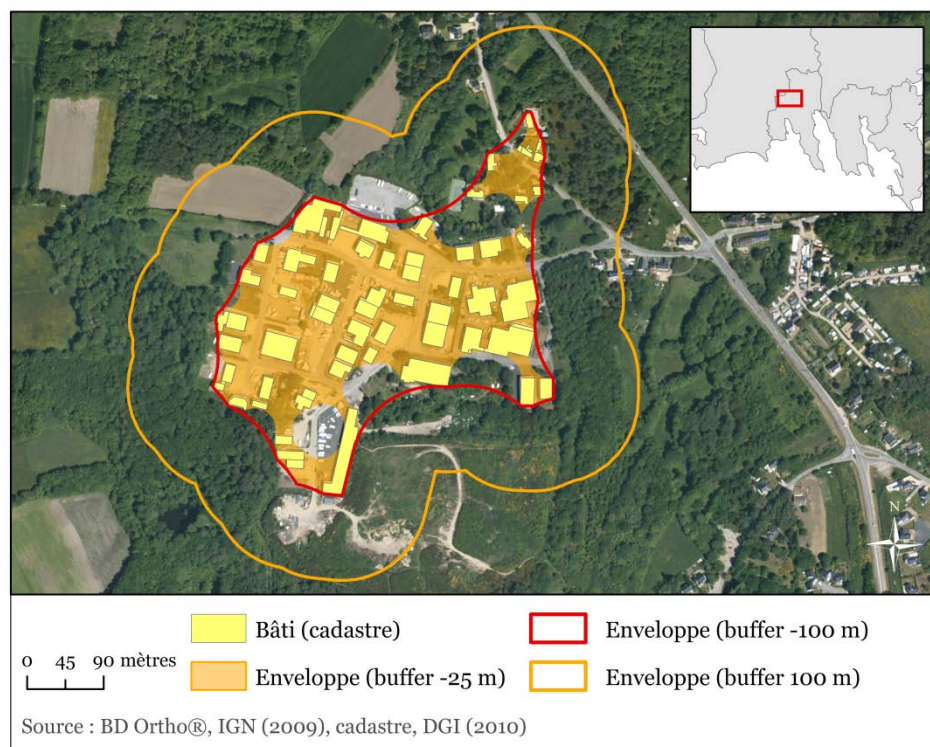 N
Bâti (cadastre)
Enveloppe (buffer -100 m)
0 45 90 mètres
Enveloppe (buffer -25 m)
Enveloppe (buffer 100 m)
Source : BD Ortho®, IGN (2009), cadastre, DGI (2010)